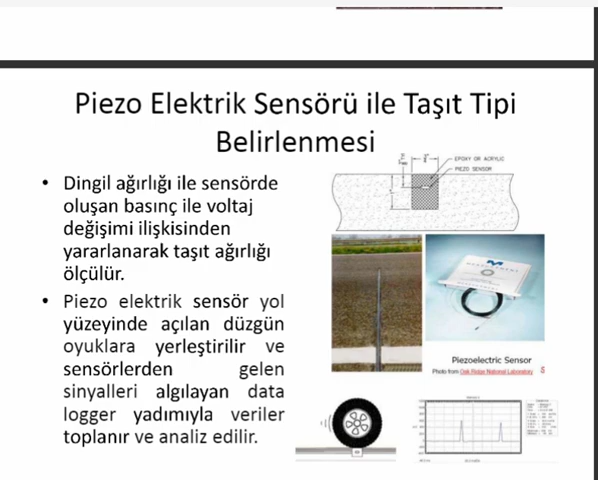 Piezo Elektrik Sensörü ile Taşıt Tipi
Belirlenmesi
• Dingil ağırlığı ile sensörde
oluşan basınç ile voltaj
değişimi ilişkisinden
yararlanarak taşıt ağırlığı
ölçülür.
• Piezo elektrik sensör yol
yüzeyinde açılan düzgün
oyuklara yerleştirilir ve
sensörlerden gelen
sinyalleri algılayan data
logger yadımıyla veriler
toplanır ve analiz edilir.
EPOXY OR ACRYLIC
PIEZO SENSOR
Piezoelectric Sensor
Photo from Oak Ridge National Laboratory